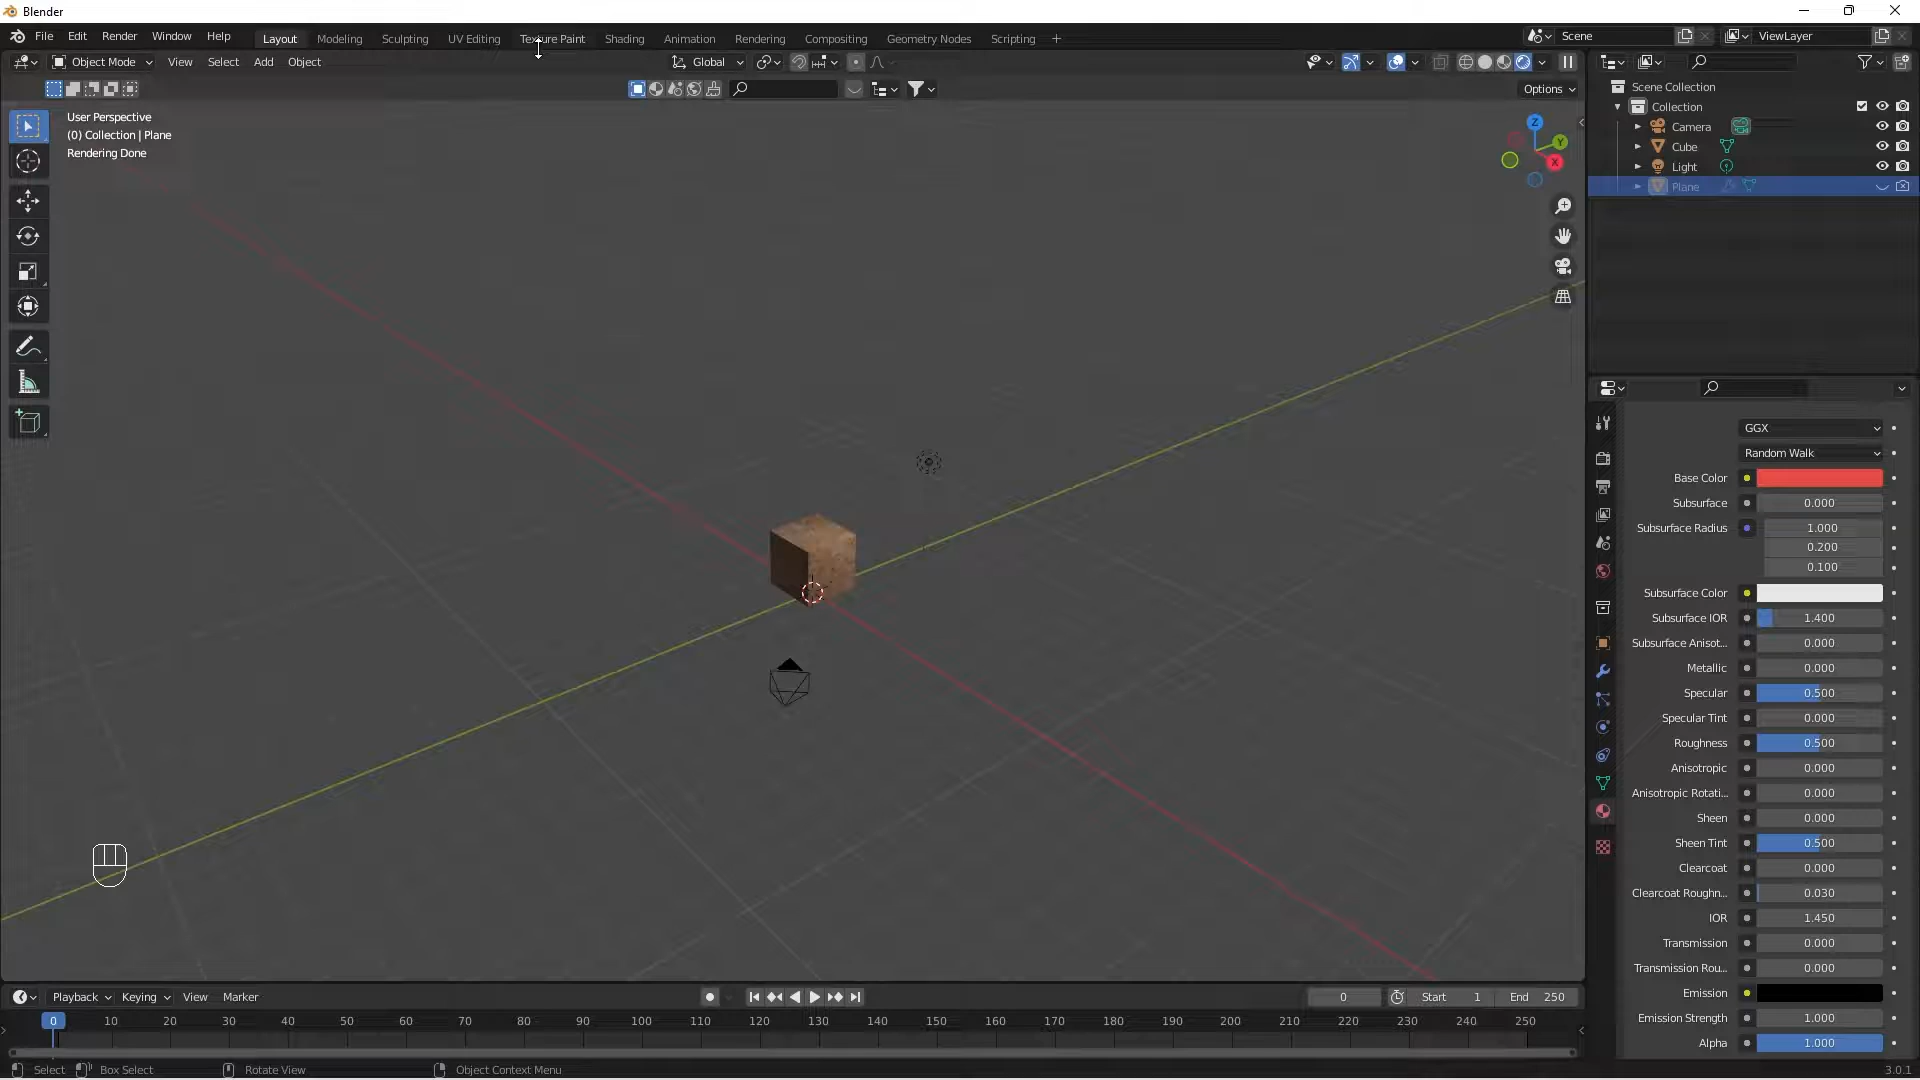 Blender
File Edit Render Window Help Layout Modeling Sculpting UV Editing Texture Paint Shading Animation Rendering Compositing Geometry Nodes Scripting + Scene ViewLayer
Object Mode View Select Add Object Global
Options
User Perspective
(0) Collection | Plane
Rendering Done
Z
Y
X
Scene Collection
Collection
Camera
Cube
Light
Plane
GGX
Random Walk
Base Color
Subsurface 0.000
Subsurface Radius 1.000
0.200
0.100
Subsurface Color
Subsurface IOR 1.400
Subsurface Anisot... 0.000
Metallic 0.000
Specular 0.500
Specular Tint 0.000
Roughness 0.500
Anisotropic 0.000
Anisotropic Rotati... 0.000
Sheen 0.000
Sheen Tint 0.500
Clearcoat 0.000
Clearcoat Roughn... 0.030
IOR 1.450
Transmission 0.000
Transmission Rou... 0.000
Emission
Emission Strength 1.000
Alpha 1.000
Playback Keying View Marker 0 Start 1 End 250
0 10 20 30 40 50 60 70 80 90 100 110 120 130 140 150 160 170 180 190 200 210 220 230 240 250
Select Box Select Rotate View Object Context Menu 3.0.1